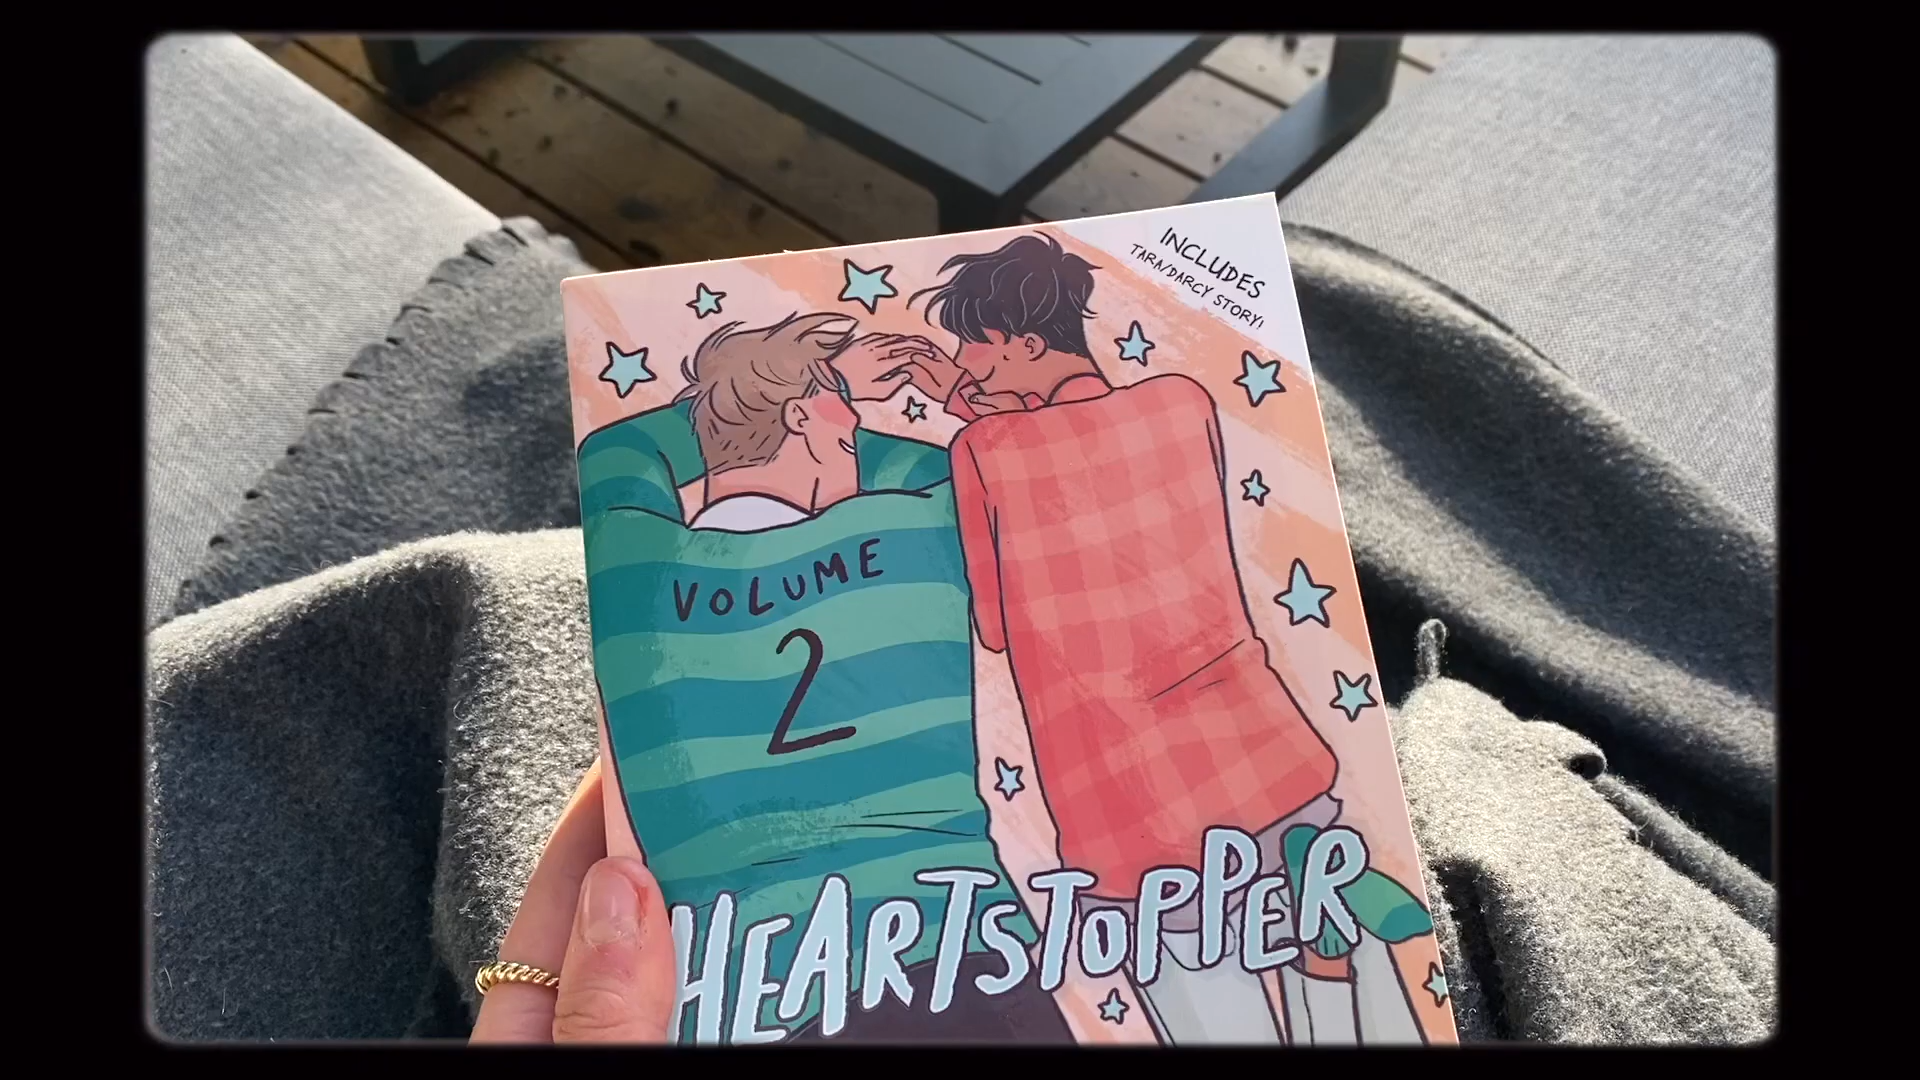 INCLUDES
TARA/DARCY STORY!
VOLUME
2
HEARTSTOPPER